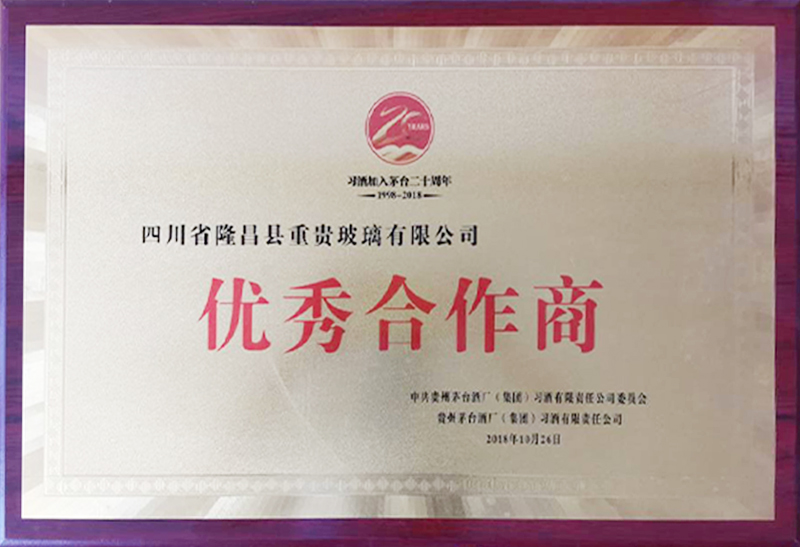 20 YEARS
习酒加入茅台二十周年
1998-2018
四川省隆昌县重贵玻璃有限公司
优秀合作商
中共贵州茅台酒厂（集团）习酒有限责任公司委员会
贵州茅台酒厂（集团）习酒有限责任公司
2018年10月26日